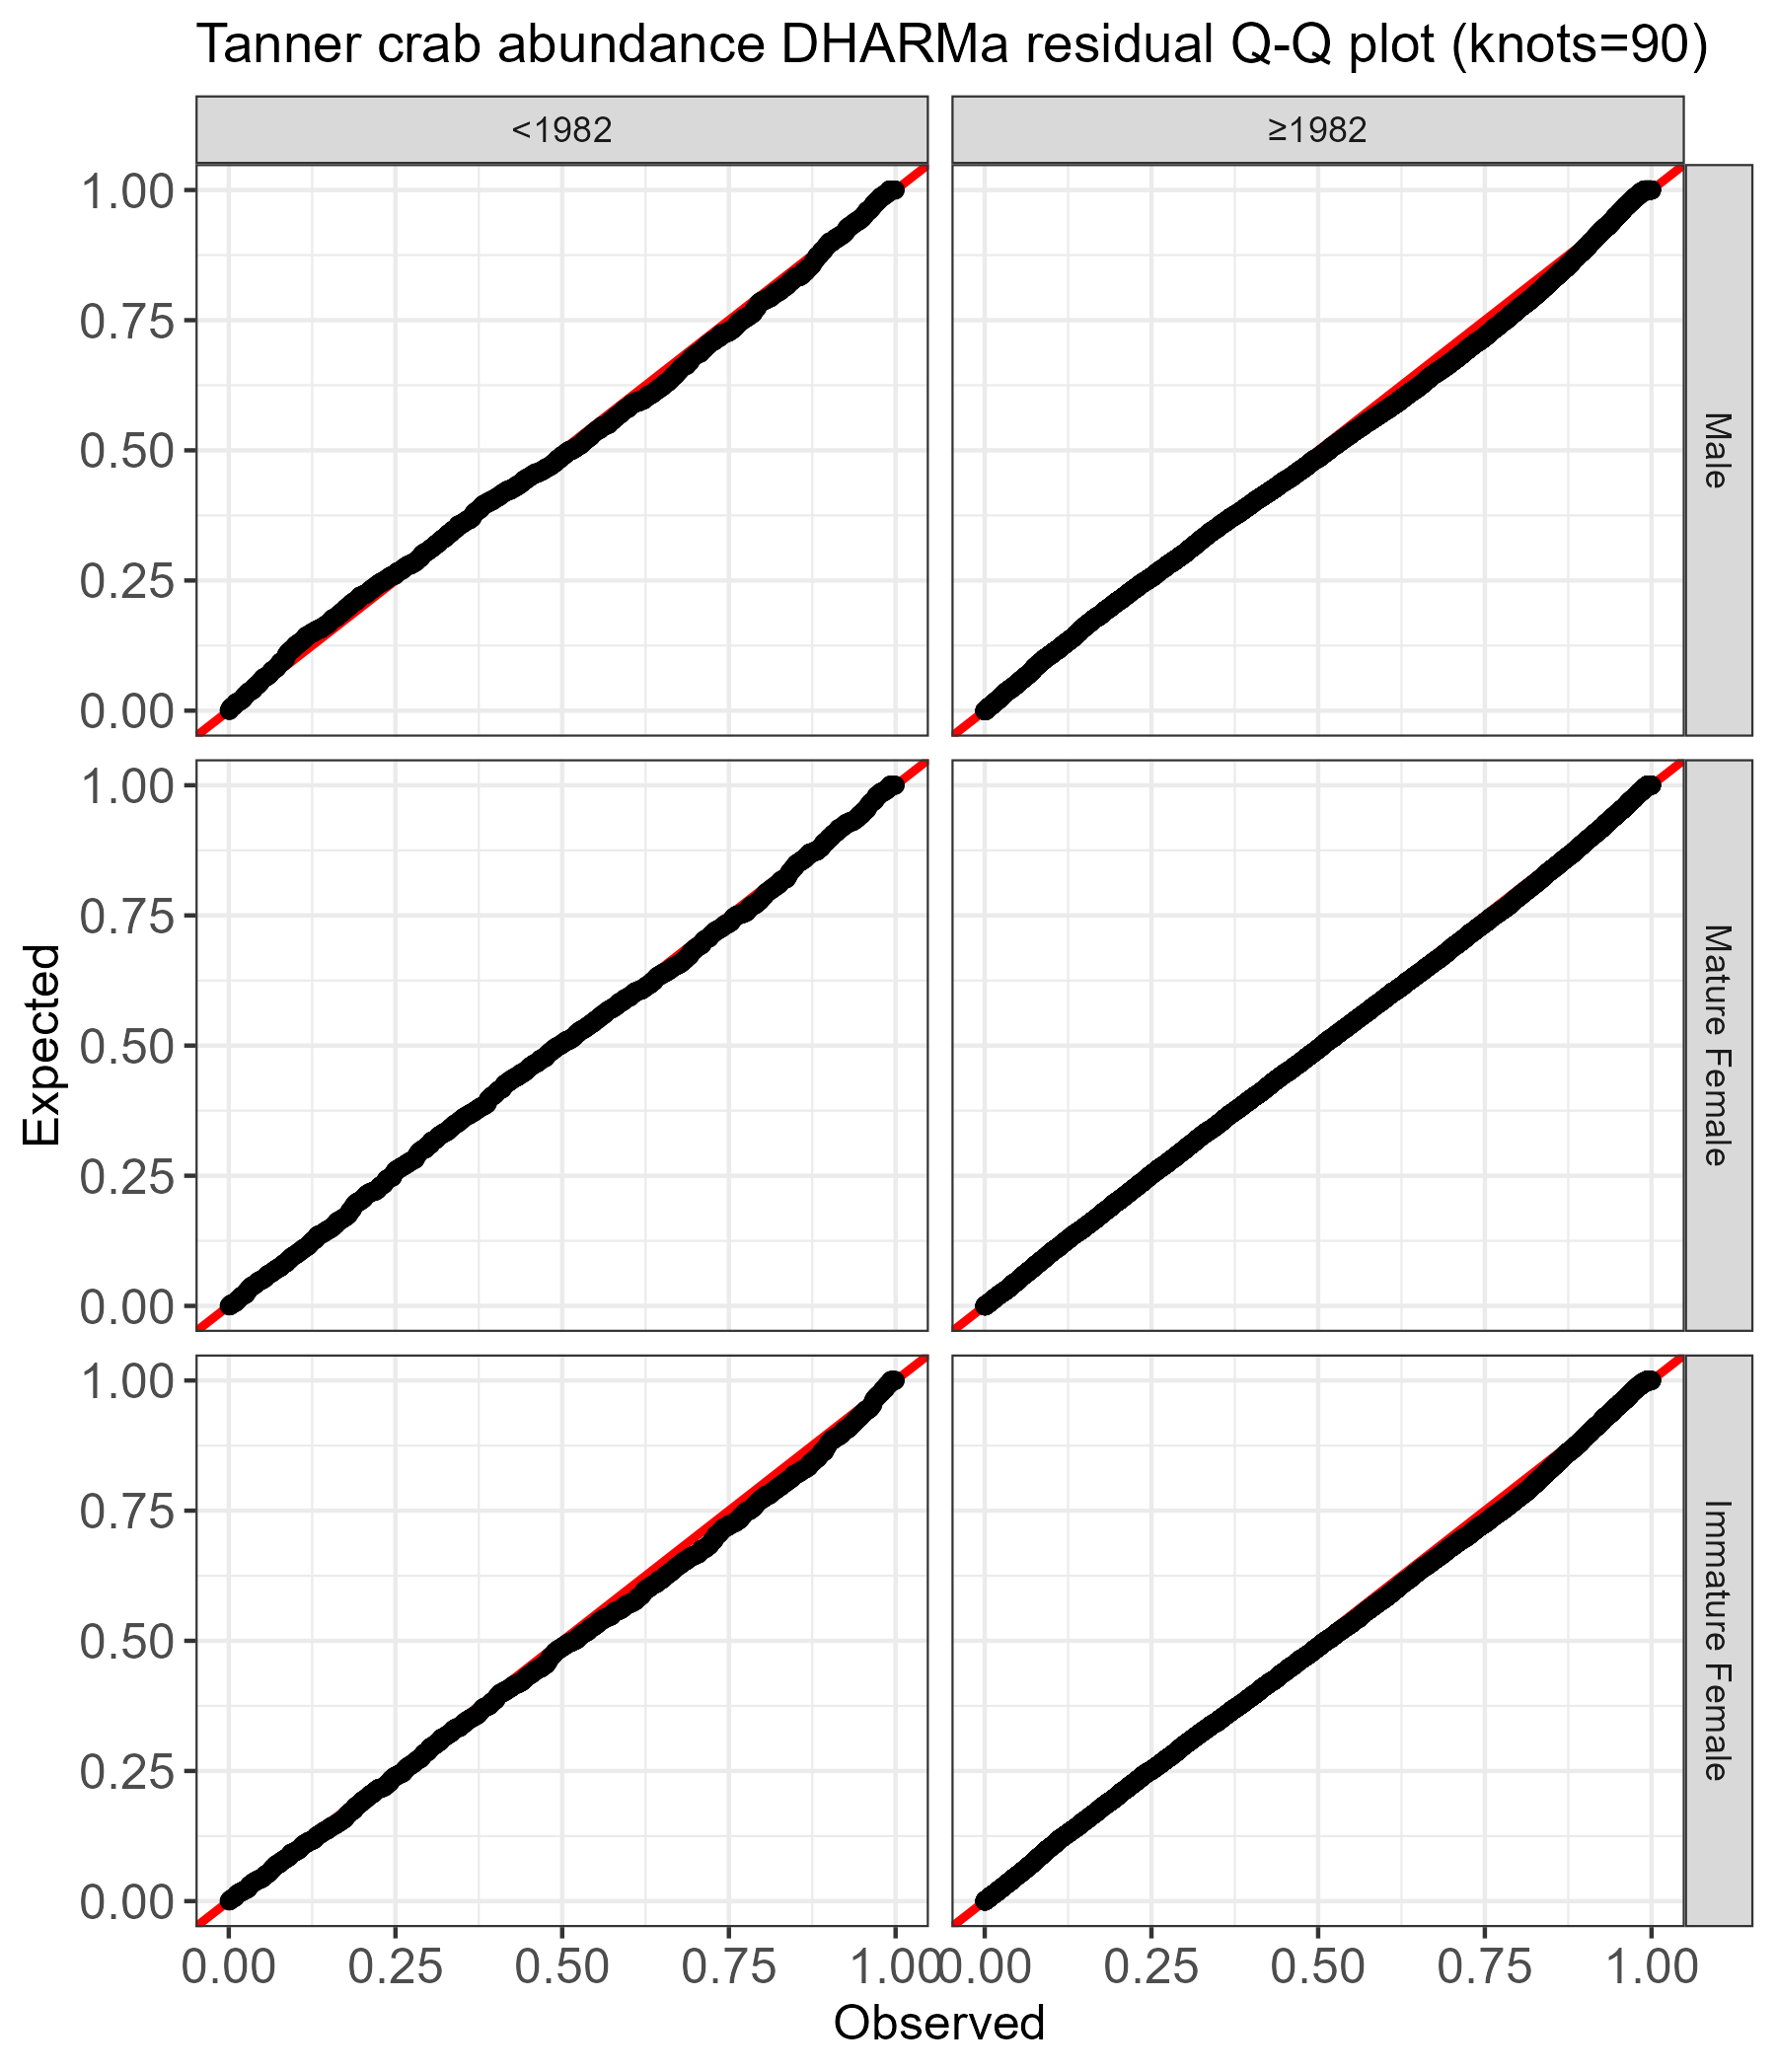 Tanner crab abundance DHARMa residual Q-Q plot (knots=90)
<1982
≥1982
1.00
0.75
0.50
0.25
0.00
Male
1.00
0.75
0.50
0.25
0.00
Mature Female
1.00
0.75
0.50
0.25
0.00
Immature Female
Expected
0.00 0.25 0.50 0.75 1.00
0.00 0.25 0.50 0.75 1.00
Observed